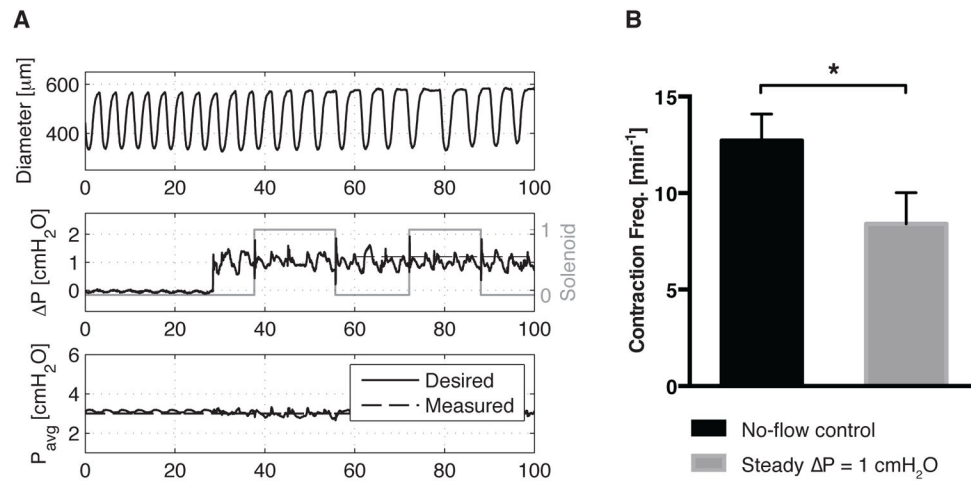 A
Diameter [µm]
600
400
0 20 40 60 80 100
ΔP [cmH₂O]
2
1
0
1
0
Solenoid
0 20 40 60 80 100
Pavg [cmH₂O]
6
4
2
Desired
Measured
0 20 40 60 80 100
B
*
Contraction Freq. [min⁻¹]
15
10
5
0
No-flow control
Steady ΔP = 1 cmH₂O